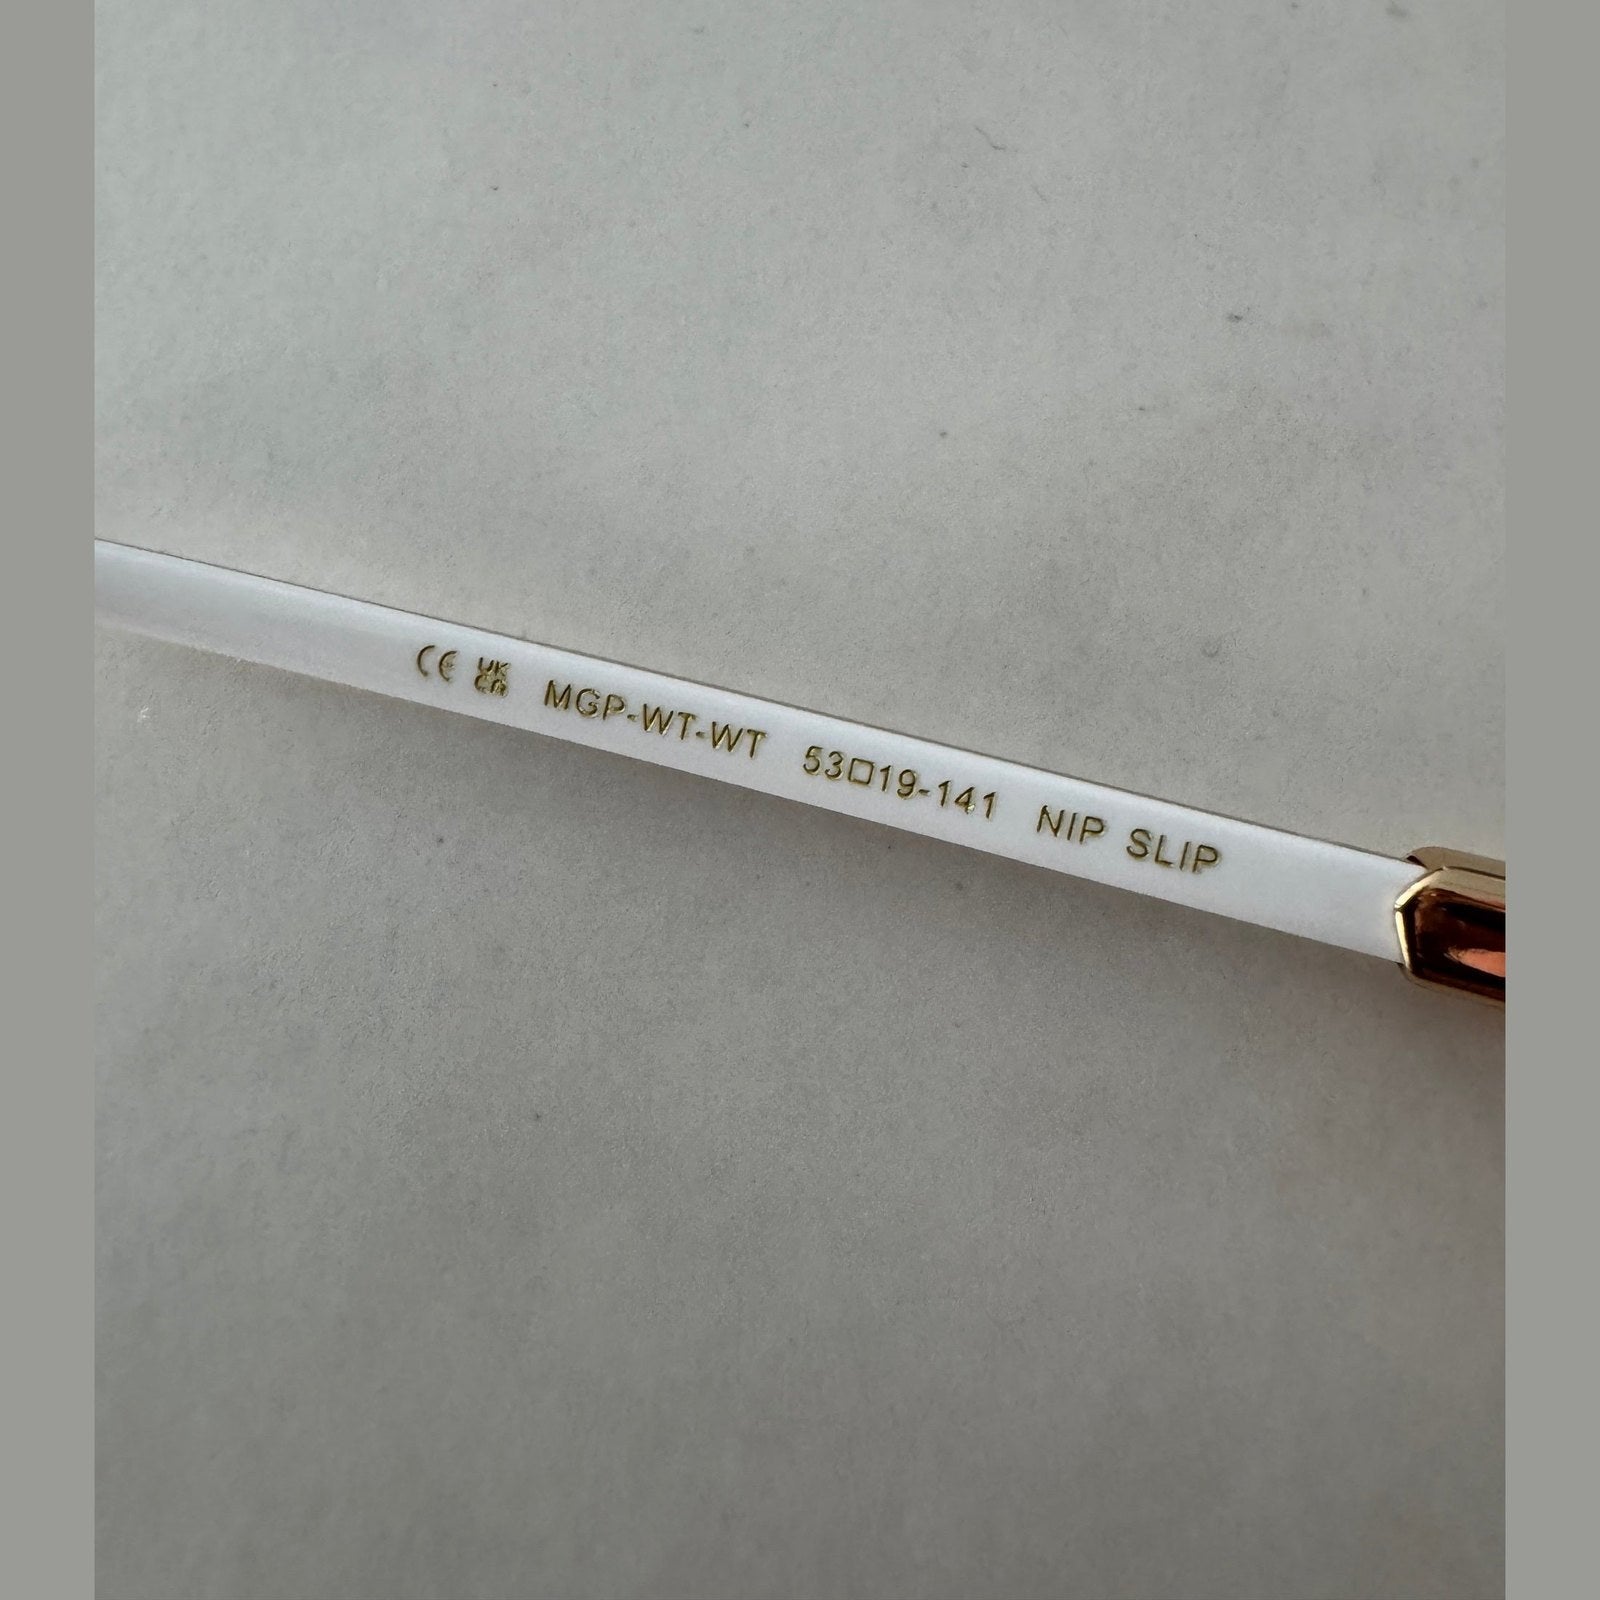 CE UK CA MGP-WT-WT 53□19-141 NIP SLIP